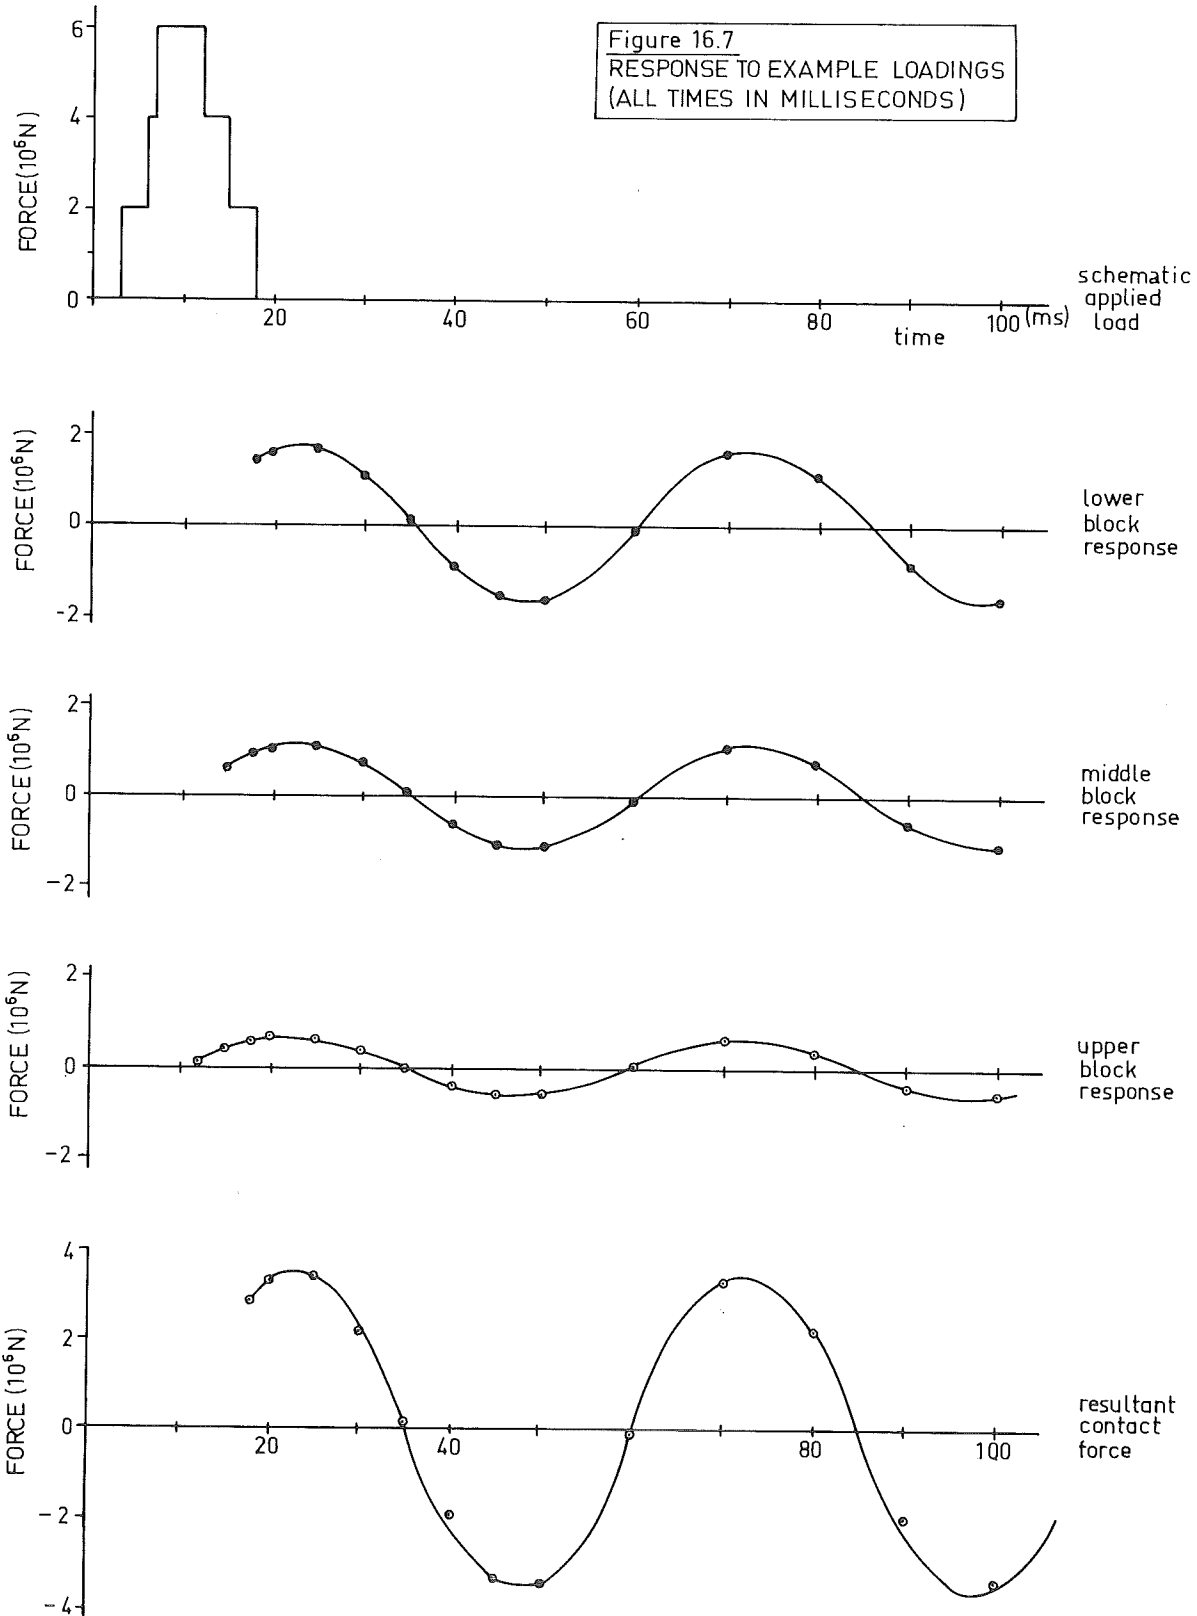 Figure 16.7
RESPONSE TO EXAMPLE LOADINGS
(ALL TIMES IN MILLISECONDS)
FORCE (10⁶N)
6
4
2
0
20
40
60
80
100 (ms)
time
schematic
applied
load
FORCE (10⁶N)
2
0
-2
lower
block
response
FORCE (10⁶N)
2
0
-2
middle
block
response
FORCE (10⁶N)
2
0
-2
upper
block
response
FORCE (10⁶N)
4
2
0
-2
-4
20
40
80
100
resultant
contact
force